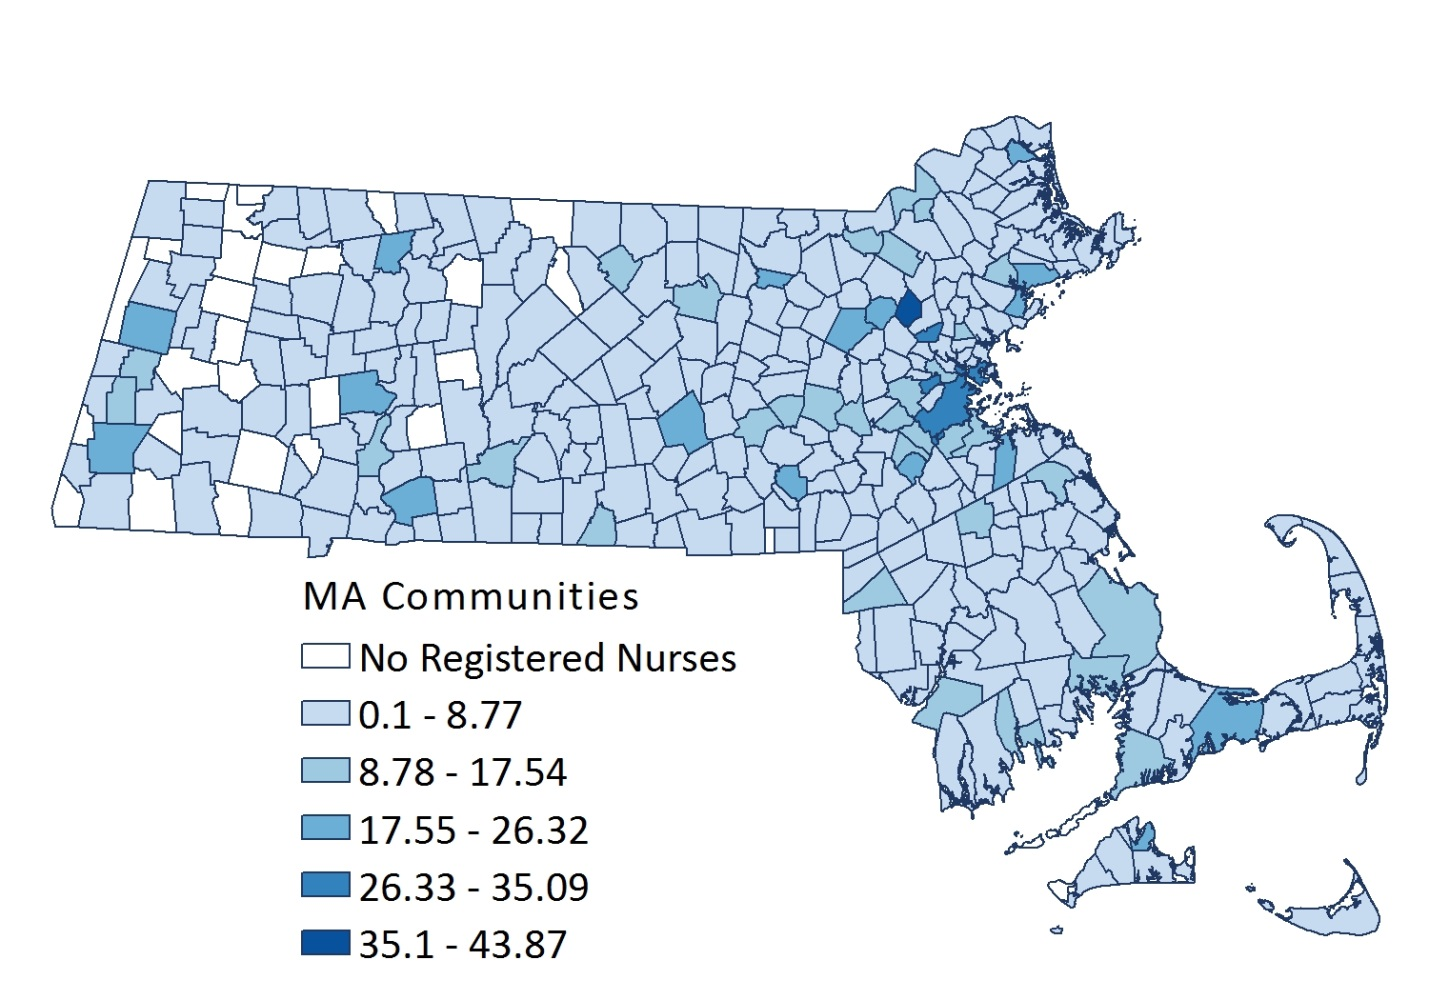 MA Communities
No Registered Nurses
0.1 - 8.77
8.78 - 17.54
17.55 - 26.32
26.33 - 35.09
35.1 - 43.87